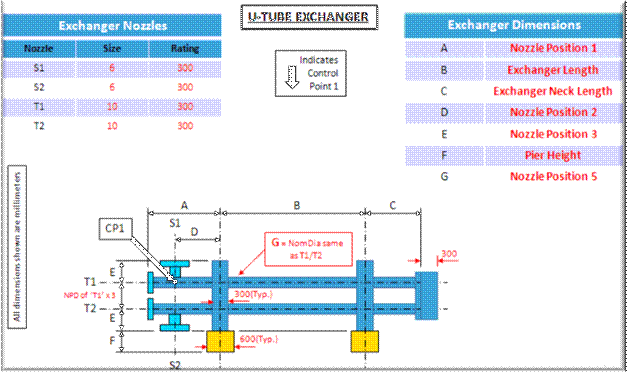 U-TUBE EXCHANGER
Exchanger Nozzles
Nozzle Size Rating
S1 6 300
S2 6 300
T1 10 300
T2 10 300
Indicates
Control
Point 1
Exchanger Dimensions
A Nozzle Position 1
B Exchanger Length
C Exchanger Neck Length
D Nozzle Position 2
E Nozzle Position 3
F Pier Height
G Nozzle Position 5
All dimensions shown are millimeters
A
B
C
S1
D
CP1
G = Nom Dia same
as T1/T2
300
E
T1
NPD of 'T1' x 3
300(Typ.)
T2
E
F
600(Typ.)
S2